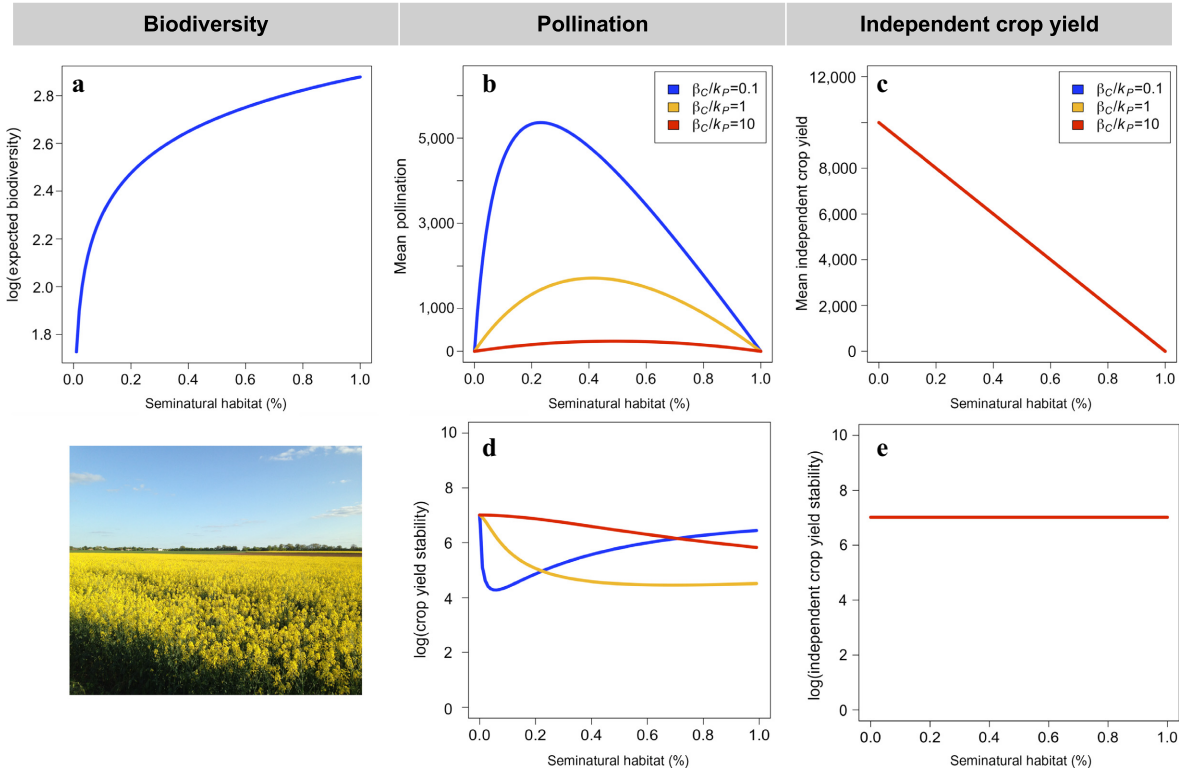 Biodiversity
Pollination
Independent crop yield
a
log(expected biodiversity)
2.8
2.6
2.4
2.2
2.0
1.8
0.0 0.2 0.4 0.6 0.8 1.0
Seminatural habitat (%)
b
Mean pollination
5,000
3,000
1,000
0
βC/kP=0.1
βC/kP=1
βC/kP=10
0.0 0.2 0.4 0.6 0.8 1.0
Seminatural habitat (%)
c
Mean independent crop yield
12,000
8,000
6,000
4,000
2,000
0
βC/kP=0.1
βC/kP=1
βC/kP=10
0.0 0.2 0.4 0.6 0.8 1.0
Seminatural habitat (%)
d
log(crop yield stability)
10
8
6
4
2
0
0.0 0.2 0.4 0.6 0.8 1.0
Seminatural habitat (%)
e
log(independent crop yield stability)
10
8
6
4
2
0
0.0 0.2 0.4 0.6 0.8 1.0
Seminatural habitat (%)